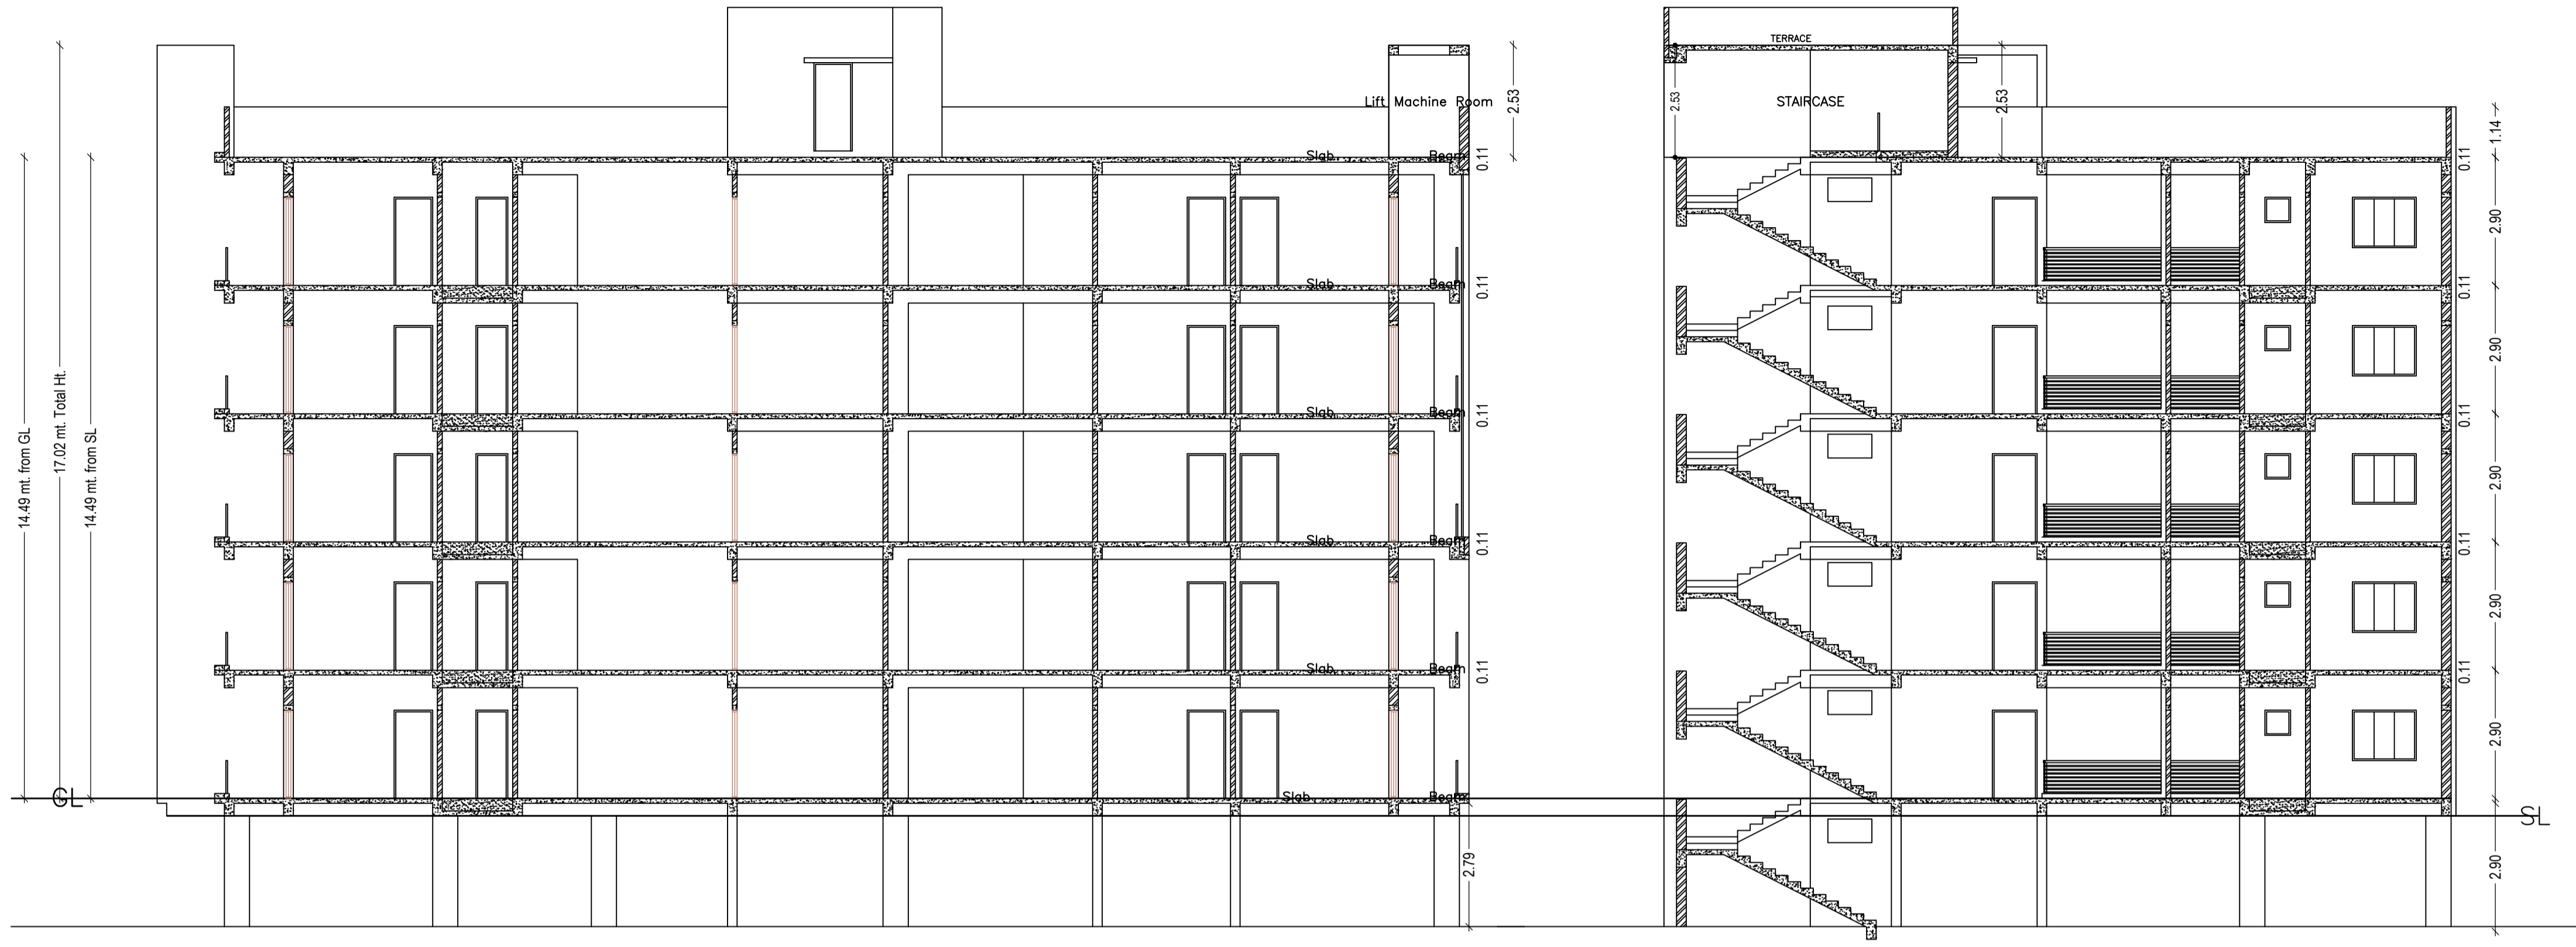 TERRACE
Lift Machine Room
2.53
2.53
STAIRCASE
2.53
1.14
Slab
Beam
0.11
0.11
2.90
Slab
Beam
0.11
0.11
2.90
14.49 mt. from GL
17.02 mt. Total Ht.
14.49 mt. from SL
Slab
Beam
0.11
0.11
2.90
Slab
Beam
0.11
0.11
2.90
Slab
Beam
0.11
0.11
2.90
GL
Slab
Beam
SL
2.79
2.90